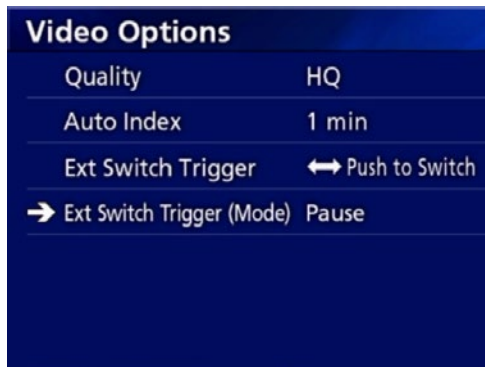 Video Options
Quality HQ
Auto Index 1 min
Ext Switch Trigger ↔ Push to Switch
➔ Ext Switch Trigger (Mode) Pause